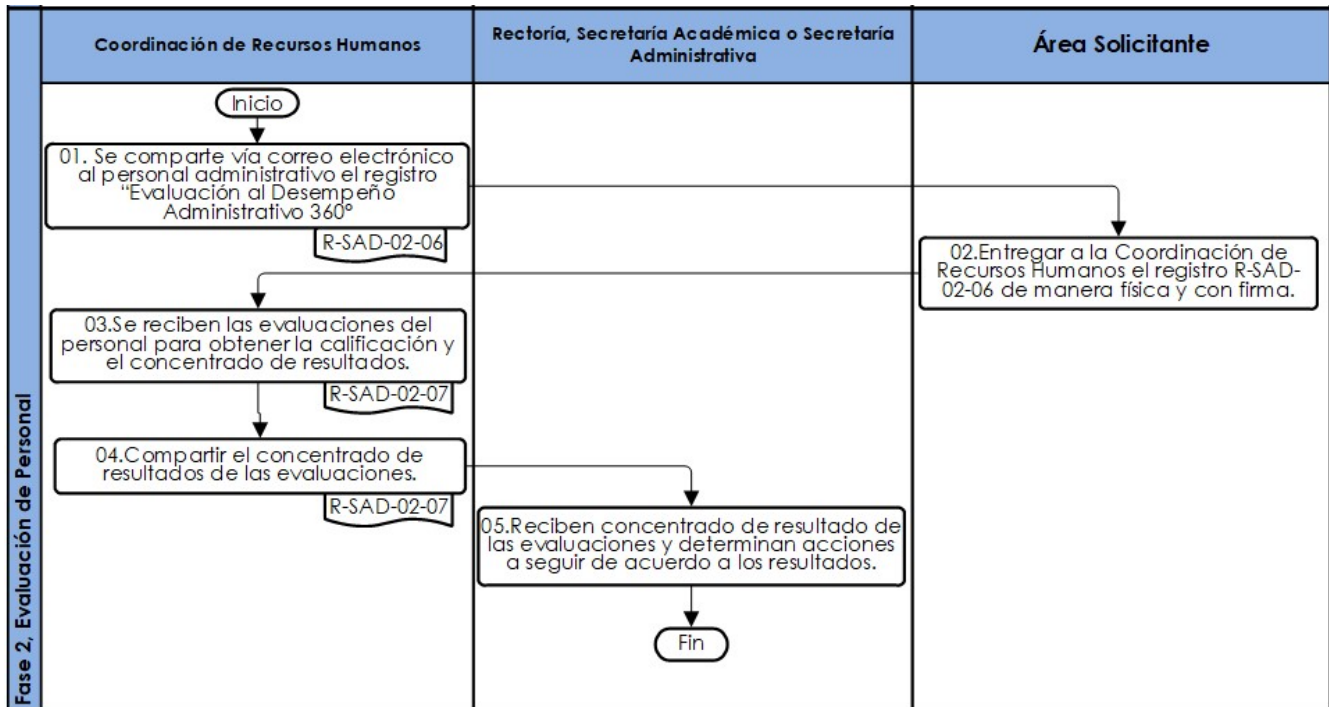 Coordinación de Recursos Humanos
Rectoría, Secretaría Académica o Secretaría
Administrativa
Área Solicitante
Fase 2, Evaluación de Personal
Inicio
01. Se comparte vía correo electrónico
al personal administrativo el registro
“Evaluación al Desempeño
Administrativo 360°
R-SAD-02-06
02.Entregar a la Coordinación de
Recursos Humanos el registro R-SAD-
02-06 de manera física y con firma.
03.Se reciben las evaluaciones del
personal para obtener la calificación y
el concentrado de resultados.
R-SAD-02-07
04.Compartir el concentrado de
resultados de las evaluaciones.
R-SAD-02-07
05.Reciben concentrado de resultado de
las evaluaciones y determinan acciones
a seguir de acuerdo a los resultados.
Fin